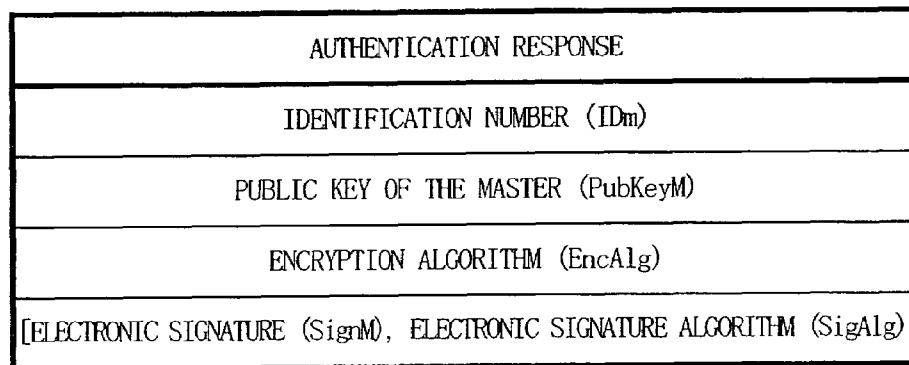 AUTHENTICATION RESPONSE
IDENTIFICATION NUMBER (IDm)
PUBLIC KEY OF THE MASTER (PubKeyM)
ENCRYPTION ALGORITHM (EncAlg)
[ELECTRONIC SIGNATURE (SignM), ELECTRONIC SIGNATURE ALGORITHM (SigAlg)